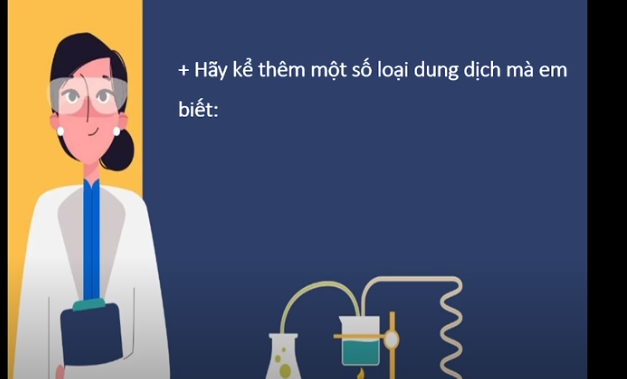 + Hãy kể thêm một số loại dung dịch mà em
biết: